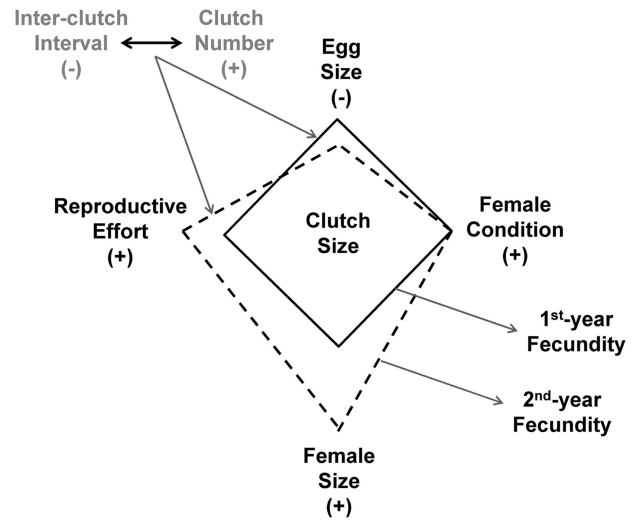 Inter-clutch
Interval
(-)
Clutch
Number
(+)
Egg
Size
(-)
Reproductive
Effort
(+)
Clutch
Size
Female
Condition
(+)
1st-year
Fecundity
2nd-year
Fecundity
Female
Size
(+)